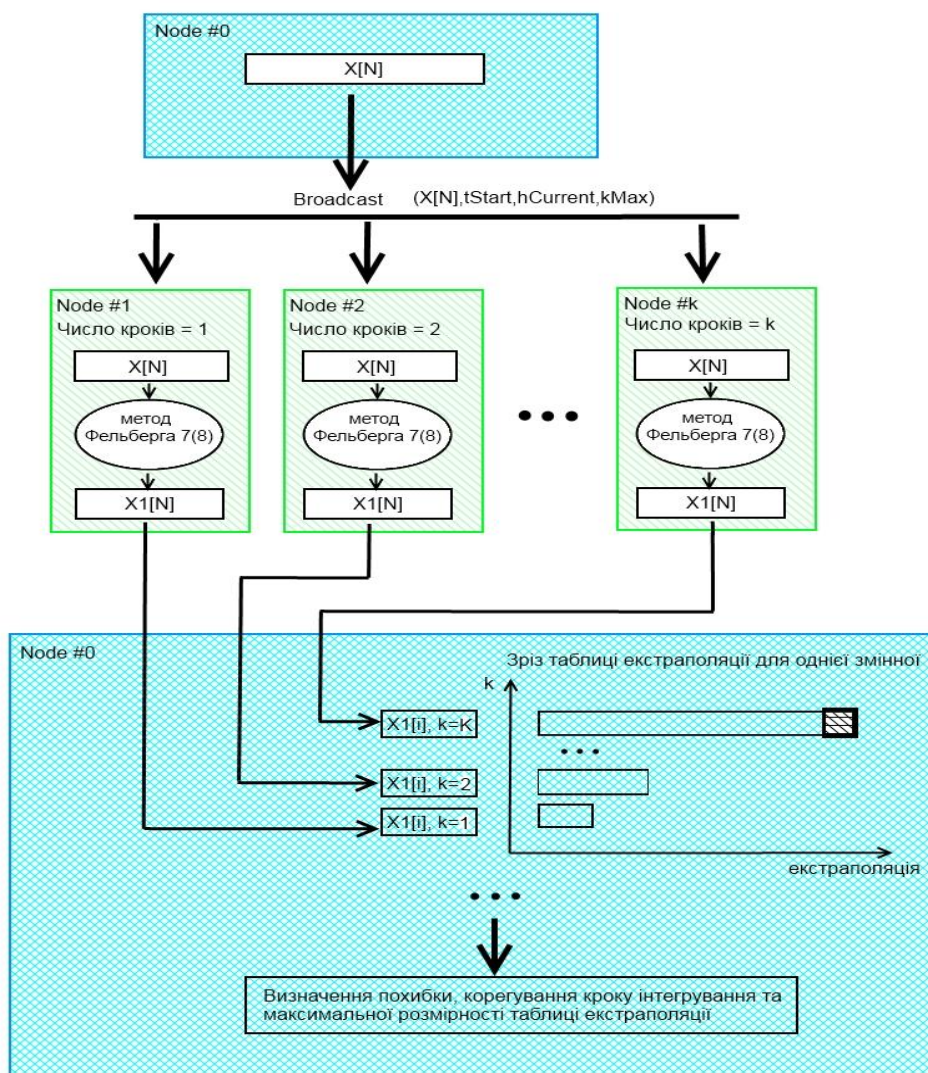 Node #0
X[N]
Broadcast (X[N],tStart,hCurrent,kMax)
Node #1
Число кроків = 1
X[N]
метод
Фельберга 7(8)
X1[N]
Node #2
Число кроків = 2
X[N]
метод
Фельберга 7(8)
X1[N]
• • •
Node #k
Число кроків = k
X[N]
метод
Фельберга 7(8)
X1[N]
Node #0
Зріз таблиці екстраполяції для однієї змінної
k
X1[i], k=K
• • •
X1[i], k=2
X1[i], k=1
екстраполяція
• • •
Визначення похибки, корегування кроку інтегрування та
максимальної розмірності таблиці екстраполяції